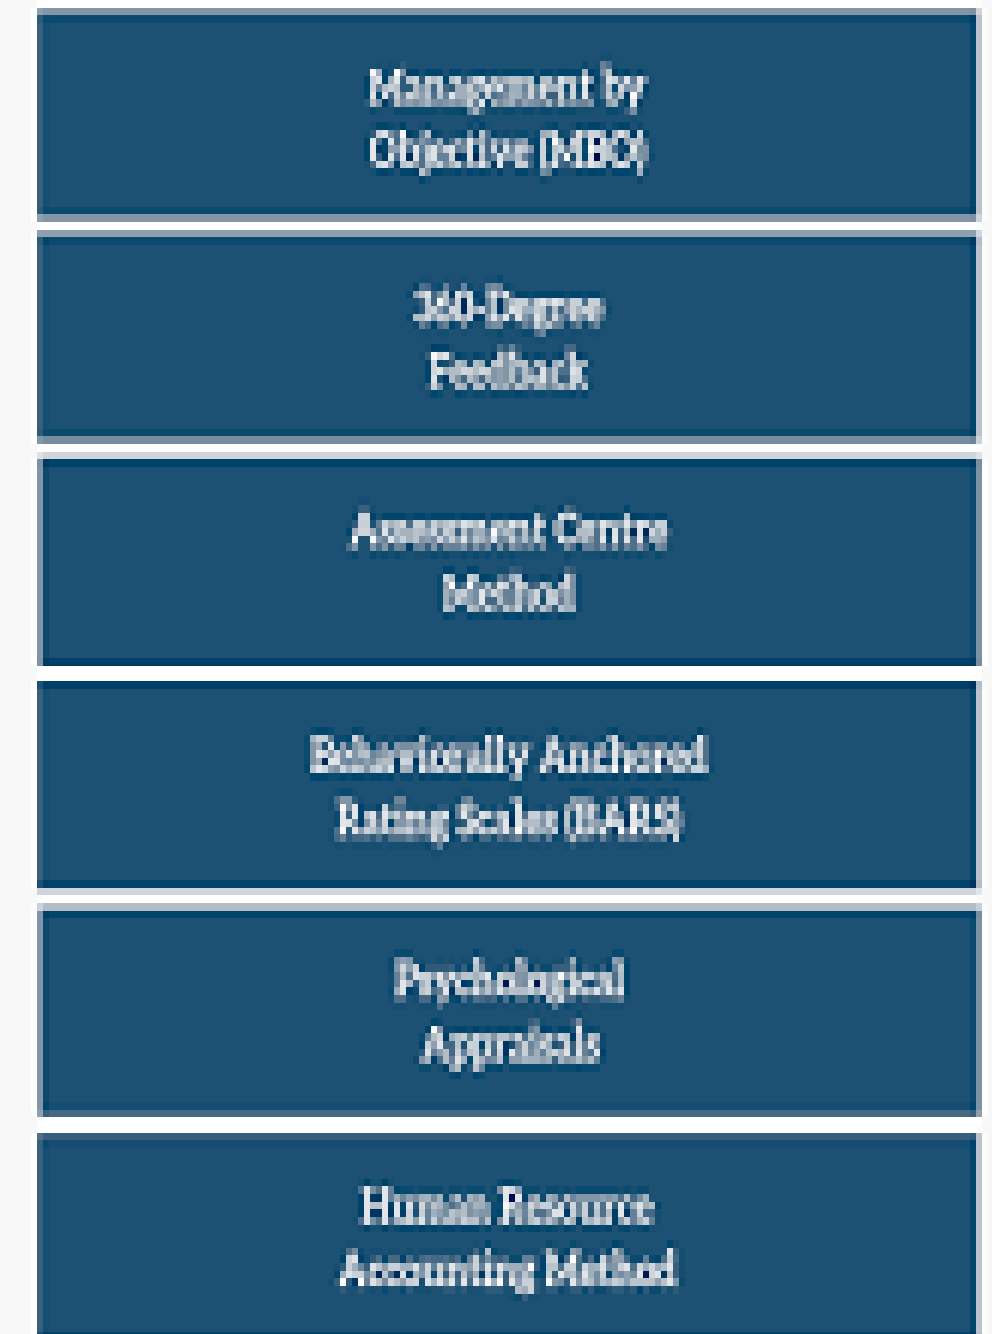 Management by
Objective (MBO)
360-Degree
Feedback
Assessment Centre
Method
Behaviorally Anchored
Rating Scales (BARS)
Psychological
Appraisals
Human Resource
Accounting Method